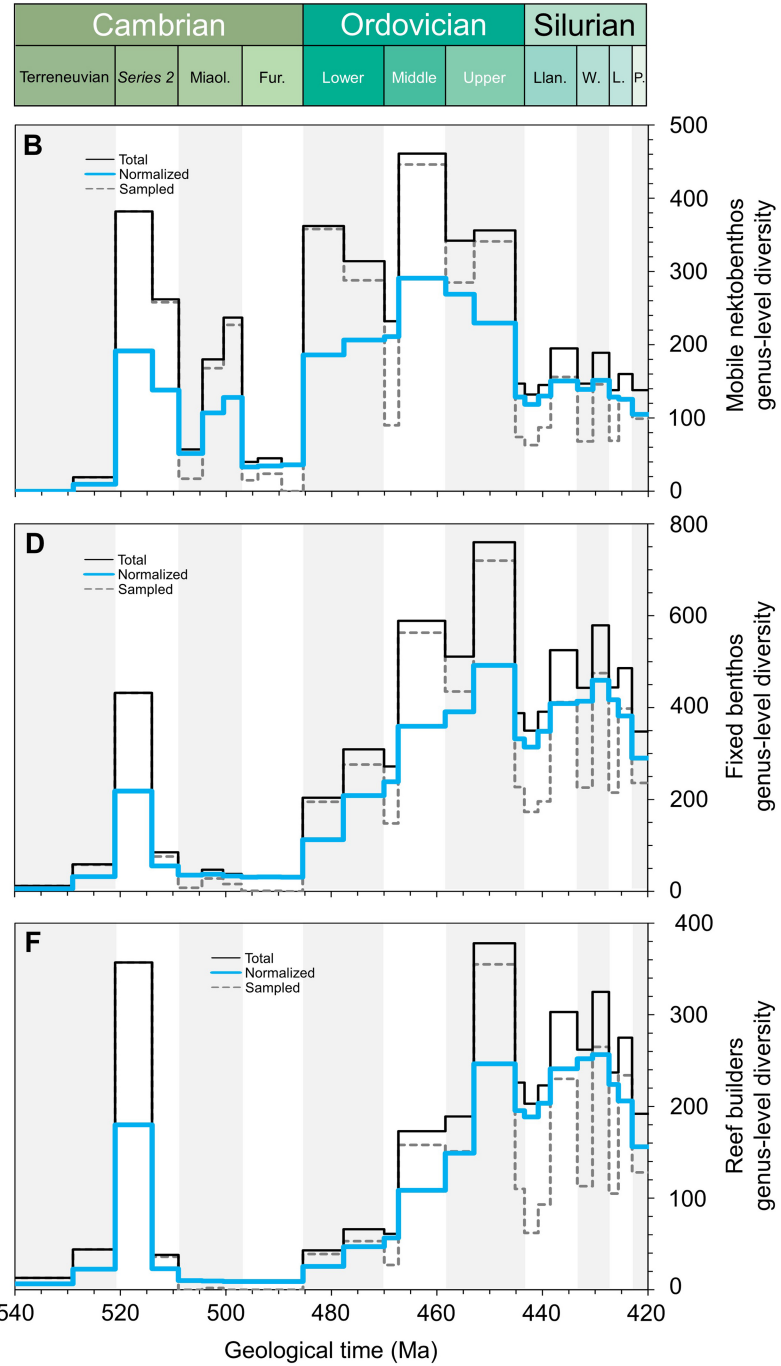 Cambrian Ordovician Silurian
Terreneuvian Series 2 Miaol. Fur. Lower Middle Upper Llan. W. L. P.
B
Total
Normalized
Sampled
500
400
300
200
100
0
Mobile nektobenthos
genus-level diversity
D
Total
Normalized
Sampled
800
600
400
200
0
Fixed benthos
genus-level diversity
F
Total
Normalized
Sampled
400
300
200
100
0
Reef builders
genus-level diversity
540 520 500 480 460 440 420
Geological time (Ma)